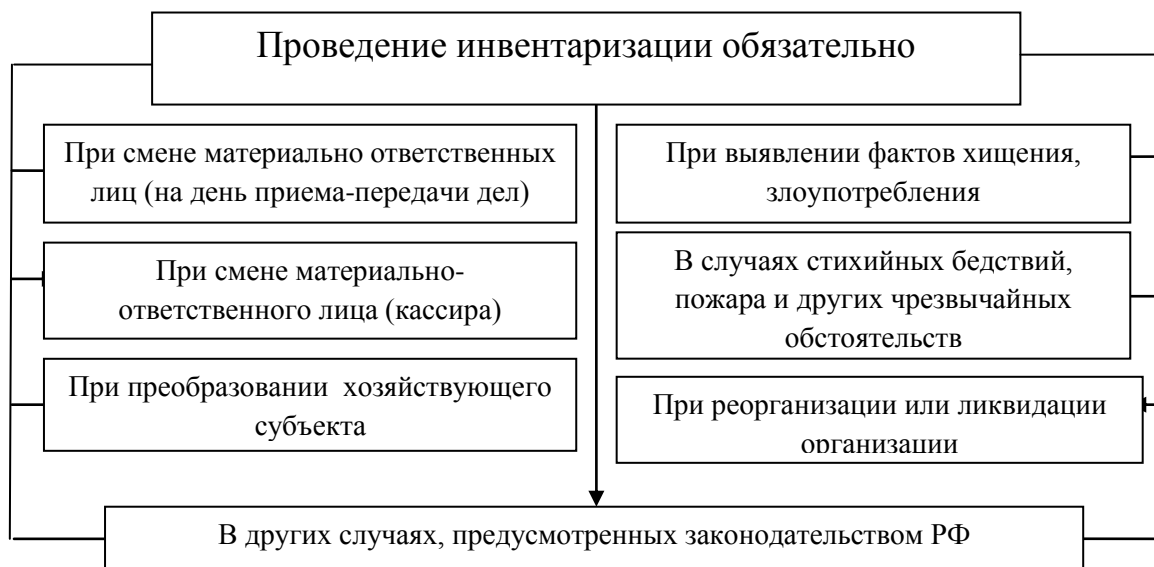 Проведение инвентаризации обязательно
При смене материально ответственных
лиц (на день приема-передачи дел)
При смене материально-
ответственного лица (кассира)
При преобразовании хозяйствующего
субъекта
При выявлении фактов хищения,
злоупотребления
В случаях стихийных бедствий,
пожара и других чрезвычайных
обстоятельств
При реорганизации или ликвидации
организации
В других случаях, предусмотренных законодательством РФ